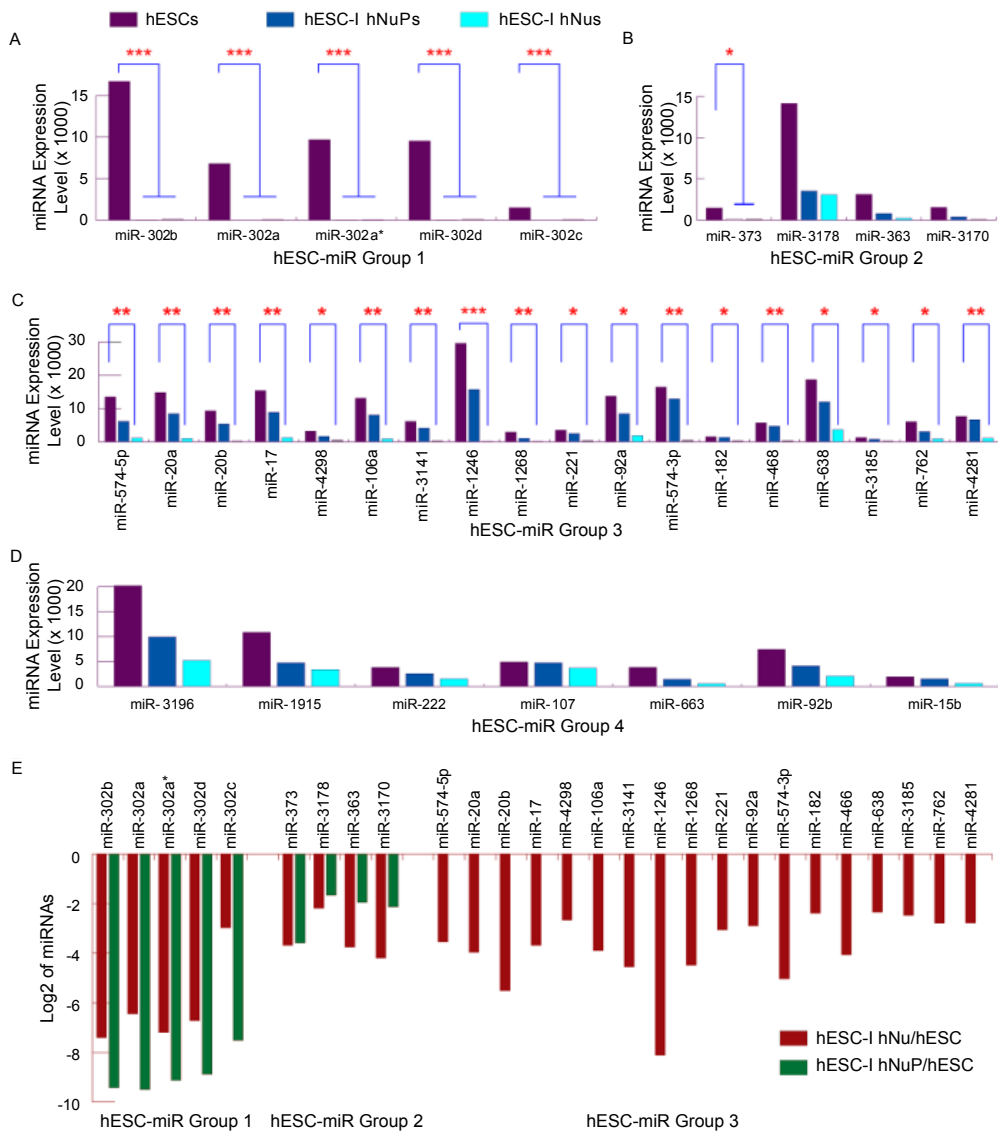 hESCs hESC-I hNuPs hESC-I hNus
A
*** *** *** *** ***
miRNA Expression
Level (x 1000)
15
10
5
0
miR-302b miR-302a miR-302a* miR-302d miR-302c
hESC-miR Group 1
B
*
miRNA Expression
Level (x 1000)
15
10
5
0
miR-373 miR-3178 miR-363 miR-3170
hESC-miR Group 2
C
** ** ** ** * ** ** *** ** * * ** * ** * * * **
miRNA Expression
Level (x 1000)
30
20
10
0
miR-574-5p miR-20a miR-20b miR-17 miR-4298 miR-106a miR-3141 miR-1246 miR-1268 miR-221 miR-92a miR-574-3p miR-182 miR-468 miR-638 miR-3185 miR-762 miR-4281
hESC-miR Group 3
D
miRNA Expression
Level (x 1000)
20
15
10
5
0
miR-3196 miR-1915 miR-222 miR-107 miR-663 miR-92b miR-15b
hESC-miR Group 4
E
miR-302b miR-302a miR-302a* miR-302d miR-302c miR-373 miR-3178 miR-363 miR-3170 miR-574-5p miR-20a miR-20b miR-17 miR-4298 miR-106a miR-3141 miR-1246 miR-1268 miR-221 miR-92a miR-574-3p miR-182 miR-466 miR-638 miR-3185 miR-762 miR-4281
Log2 of miRNAs
0
-2
-4
-6
-8
-10
hESC-I hNu/hESC
hESC-I hNuP/hESC
hESC-miR Group 1 hESC-miR Group 2 hESC-miR Group 3